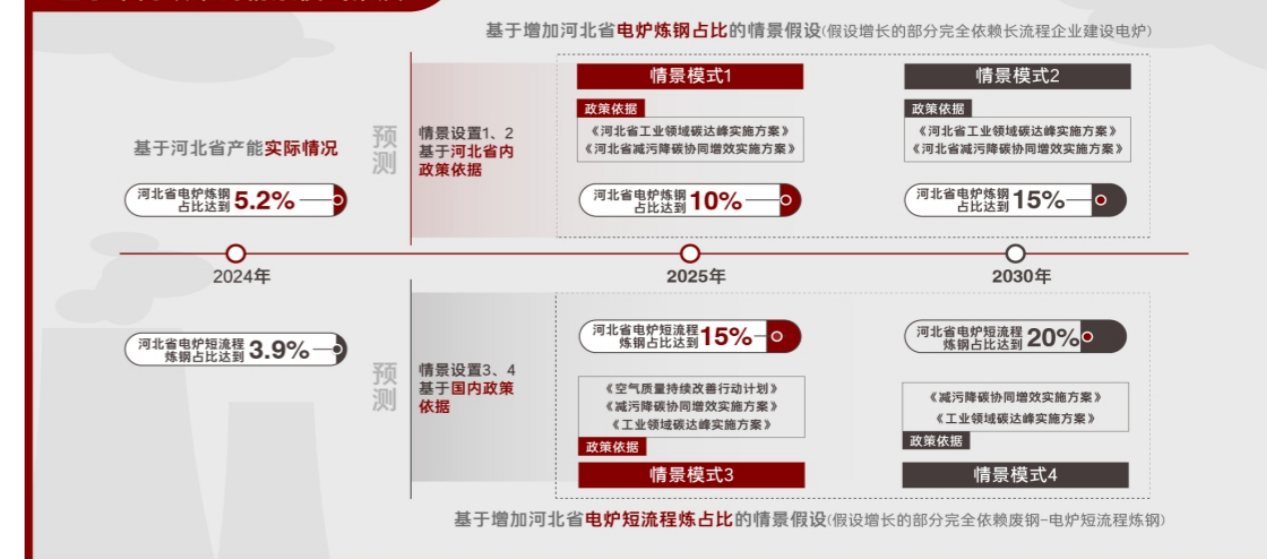 基于增加河北省电炉炼钢占比的情景假设(假设增长的部分完全依赖长流程企业建设电炉)
情景模式1
情景模式2
政策依据
政策依据
《河北省工业领域碳达峰实施方案》
《河北省减污降碳协同增效实施方案》
《河北省工业领域碳达峰实施方案》
《河北省减污降碳协同增效实施方案》
基于河北省产能实际情况
预测
情景设置1、2
基于河北省内
政策依据
河北省电炉炼钢
占比达到 5.2%
河北省电炉炼钢
占比达到 10%
河北省电炉炼钢
占比达到 15%
2024年
2025年
2030年
河北省电炉短流程
炼钢占比达到 3.9%
预测
情景设置3、4
基于国内政策
依据
河北省电炉短流程
炼钢占比达到 15%
河北省电炉短流程
炼钢占比达到 20%
《空气质量持续改善行动计划》
《减污降碳协同增效实施方案》
《工业领域碳达峰实施方案》
《减污降碳协同增效实施方案》
《工业领域碳达峰实施方案》
政策依据
政策依据
情景模式3
情景模式4
基于增加河北省电炉短流程炼占比的情景假设(假设增长的部分完全依赖废钢-电炉短流程炼钢)